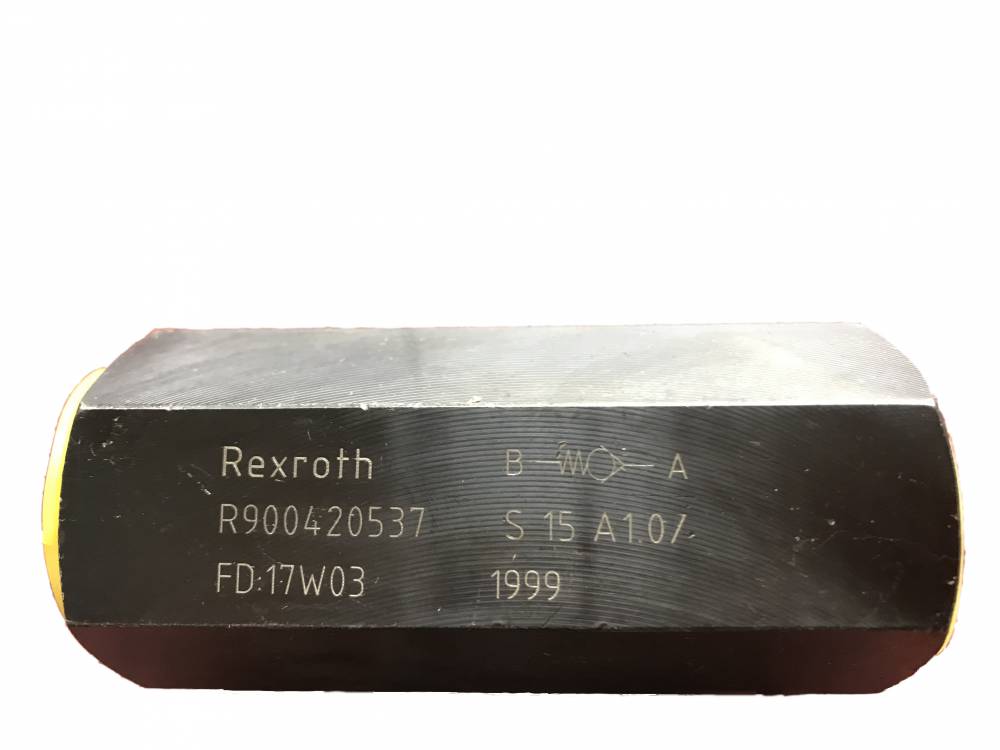 Rexroth B A
R900420537 S 15 A1.0/
FD:17W03 1999